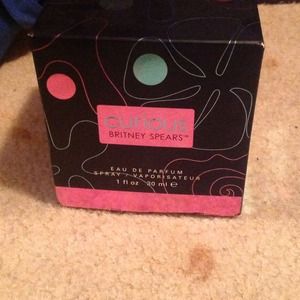 curious
BRITNEY SPEARS™
EAU DE PARFUM
SPRAY • VAPORISATEUR
1 fl oz 30 ml ℮